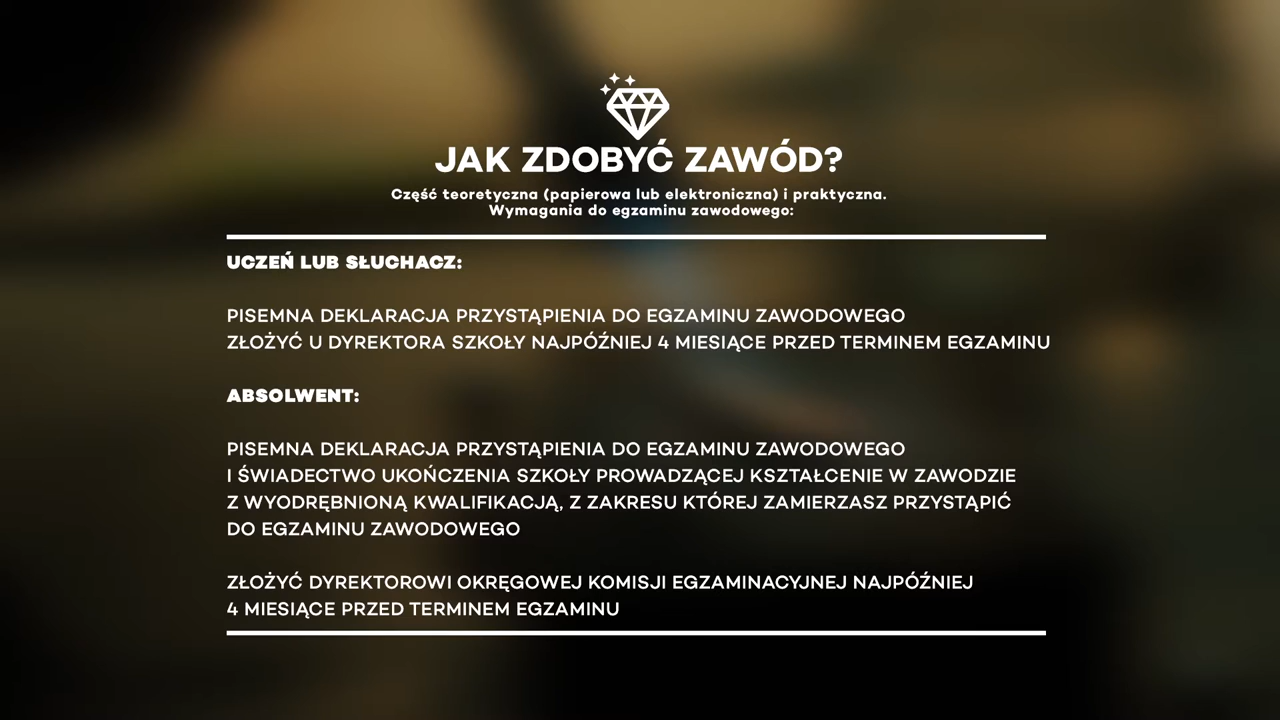 JAK ZDOBYĆ ZAWÓD?
Część teoretyczna (papierowa lub elektroniczna) i praktyczna.
Wymagania do egzaminu zawodowego:
UCZEŃ LUB SŁUCHACZ:
PISEMNA DEKLARACJA PRZYSTĄPIENIA DO EGZAMINU ZAWODOWEGO
ZŁOŻYĆ U DYREKTORA SZKOŁY NAJPÓŹNIEJ 4 MIESIĄCE PRZED TERMINEM EGZAMINU
ABSOLWENT:
PISEMNA DEKLARACJA PRZYSTĄPIENIA DO EGZAMINU ZAWODOWEGO
I ŚWIADECTWO UKOŃCZENIA SZKOŁY PROWADZĄCEJ KSZTAŁCENIE W ZAWODZIE
Z WYODRĘBNIONĄ KWALIFIKACJĄ, Z ZAKRESU KTÓREJ ZAMIERZASZ PRZYSTĄPIĆ
DO EGZAMINU ZAWODOWEGO
ZŁOŻYĆ DYREKTOROWI OKRĘGOWEJ KOMISJI EGZAMINACYJNEJ NAJPÓŹNIEJ
4 MIESIĄCE PRZED TERMINEM EGZAMINU